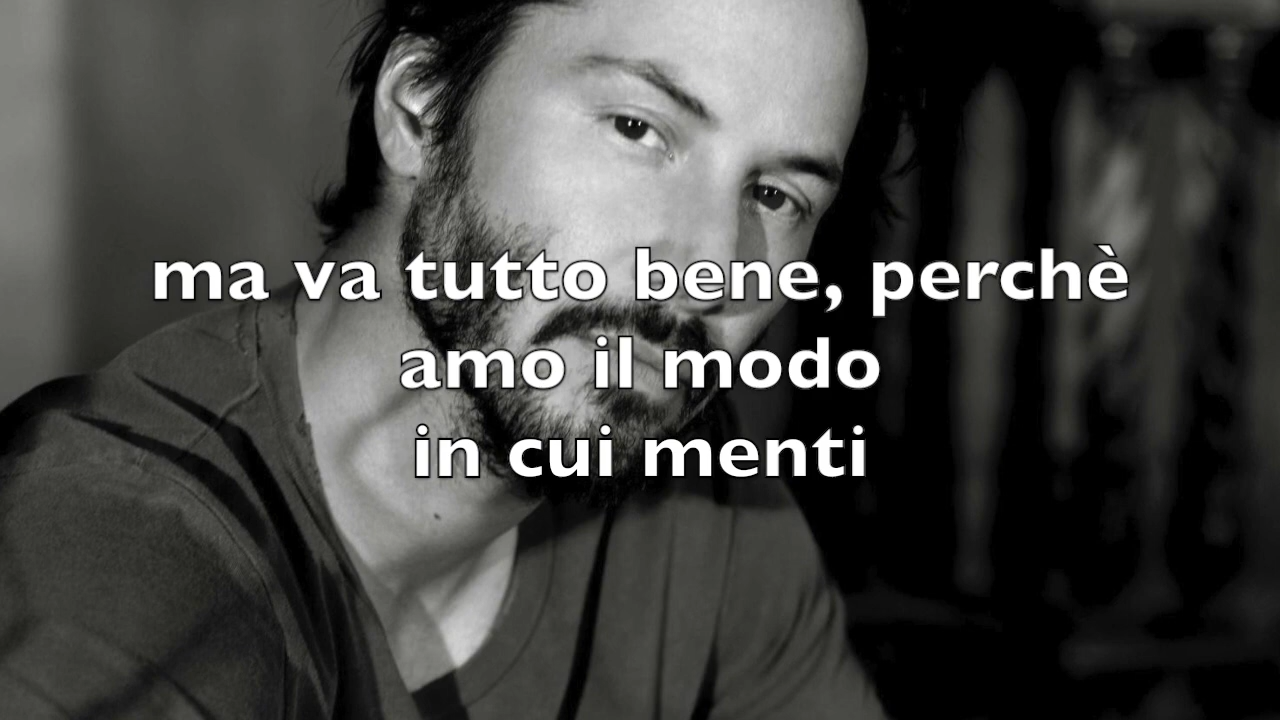 ma va tutto bene, perchè
amo il modo
in cui menti